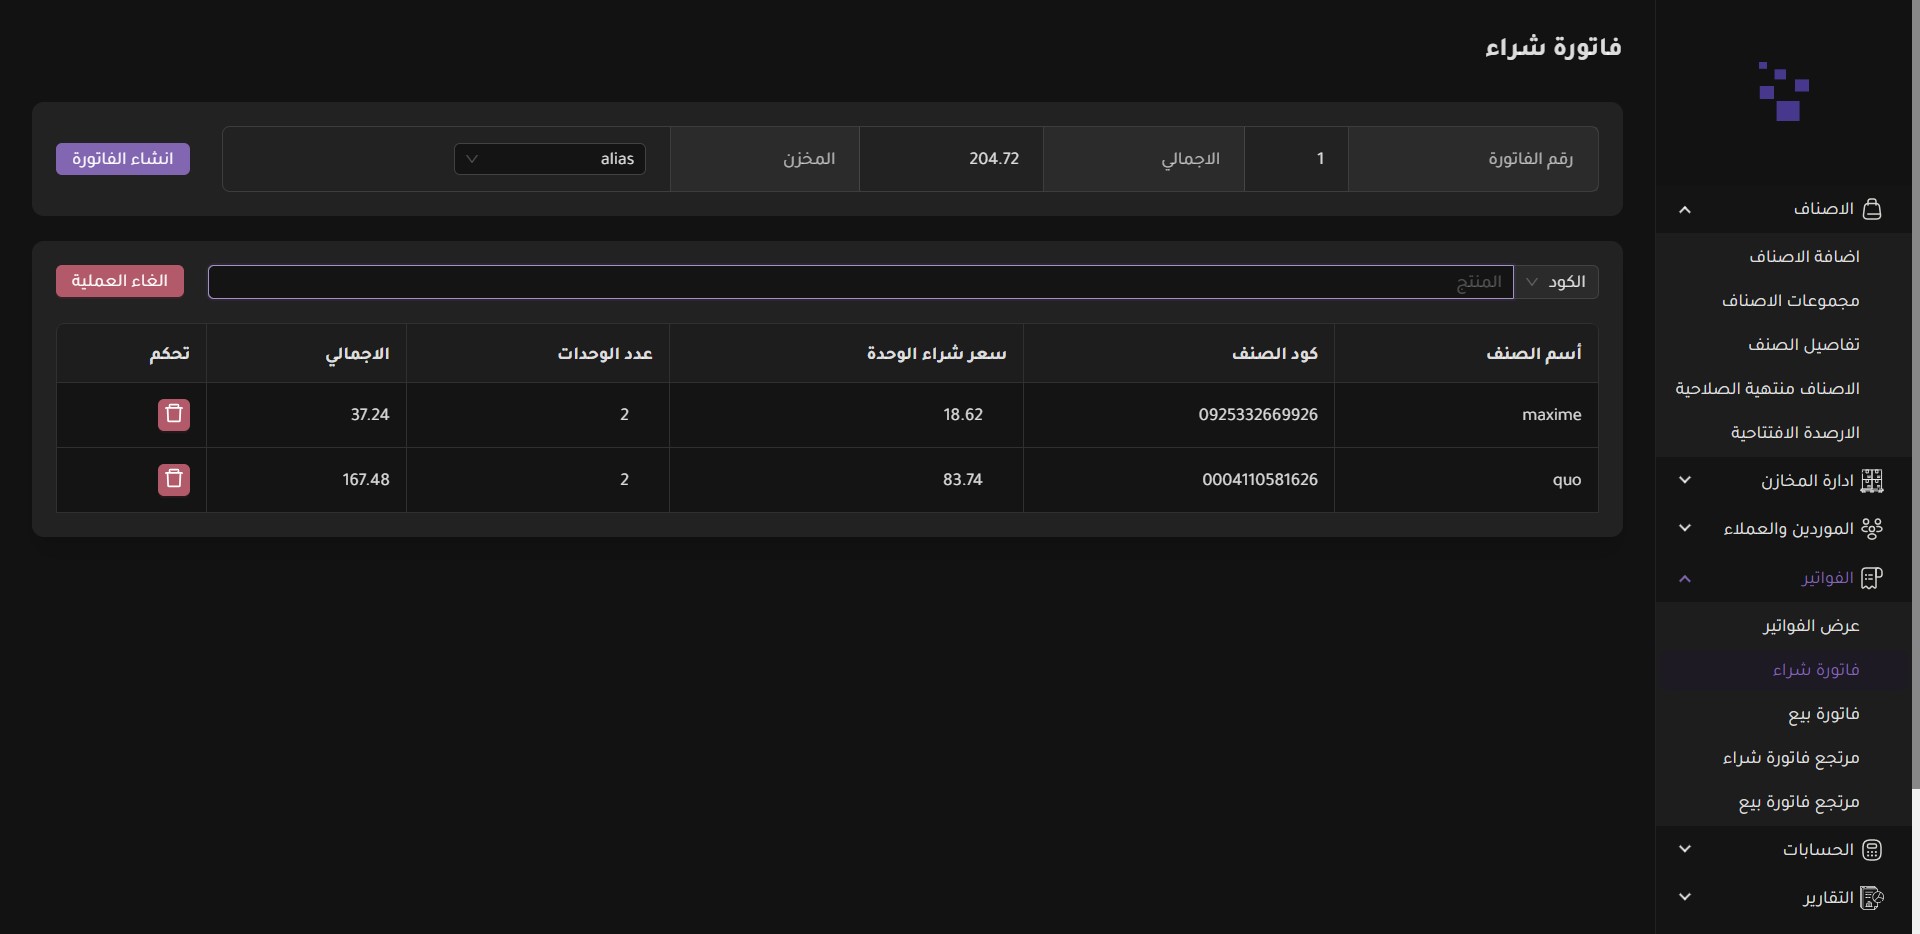 فاتورة شراء
رقم الفاتورة 1 الاجمالي 204.72 المخزن alias انشاء الفاتورة
الكود المنتج الغاء العملية
أسم الصنف كود الصنف سعر شراء الوحدة عدد الوحدات الاجمالي تحكم
maxime 0925332669926 18.62 2 37.24
quo 0004110581626 83.74 2 167.48
الاصناف
اضافة الاصناف
مجموعات الاصناف
تفاصيل الصنف
الاصناف منتهية الصلاحية
الارصدة الافتتاحية
ادارة المخازن
الموردين والعملاء
الفواتير
عرض الفواتير
فاتورة شراء
فاتورة بيع
مرتجع فاتورة شراء
مرتجع فاتورة بيع
الحسابات
التقارير